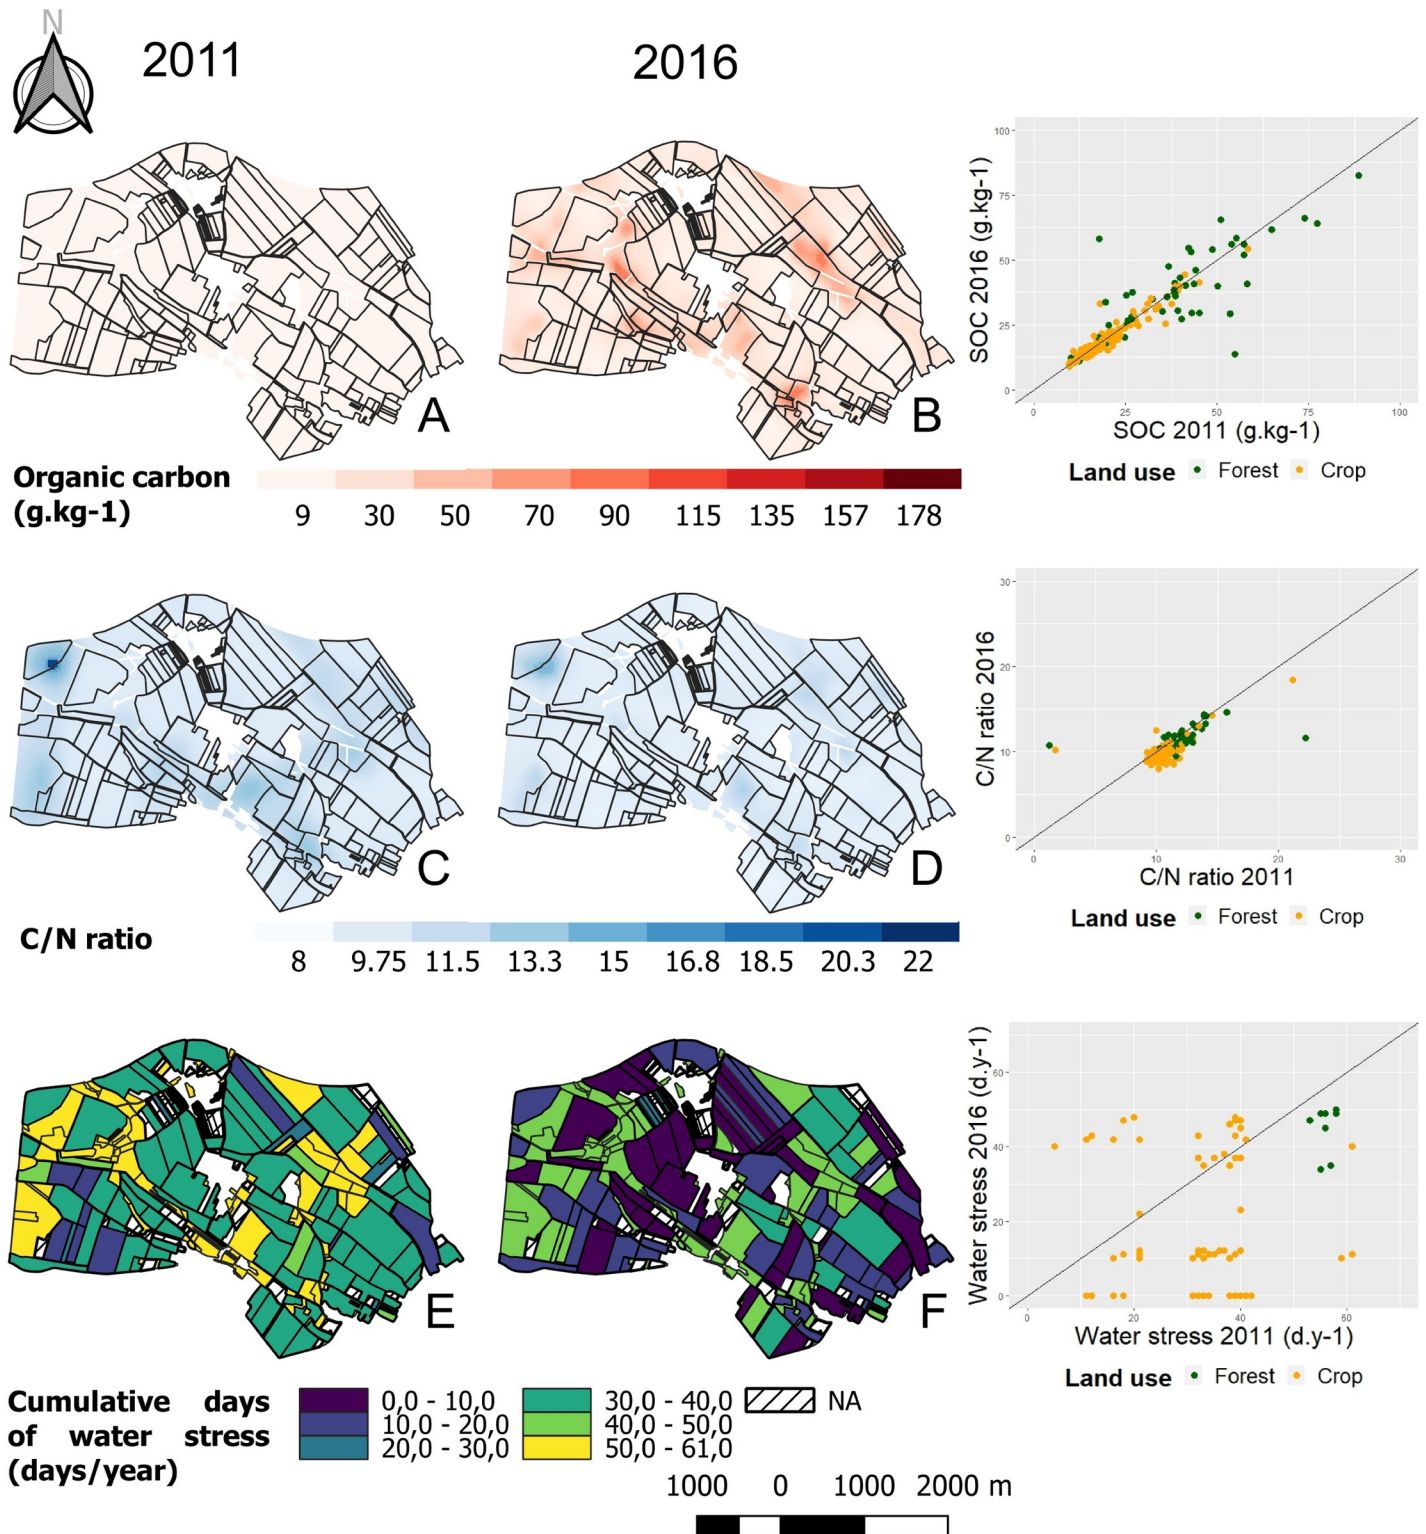 N
2011
2016
A
B
Organic carbon
(g.kg-1)
9 30 50 70 90 115 135 157 178
SOC 2016 (g.kg-1)
100
75
50
25
0
0 25 50 75 100
SOC 2011 (g.kg-1)
Land use Forest Crop
C
D
C/N ratio
8 9.75 11.5 13.3 15 16.8 18.5 20.3 22
C/N ratio 2016
30
20
10
0
0 10 20 30
C/N ratio 2011
Land use Forest Crop
E
F
Water stress 2016 (d.y-1)
60
40
20
0
0 20 40 60
Water stress 2011 (d.y-1)
Land use Forest Crop
Cumulative days
of water stress
(days/year)
0,0 - 10,0
10,0 - 20,0
20,0 - 30,0
30,0 - 40,0
40,0 - 50,0
50,0 - 61,0
NA
1000 0 1000 2000 m